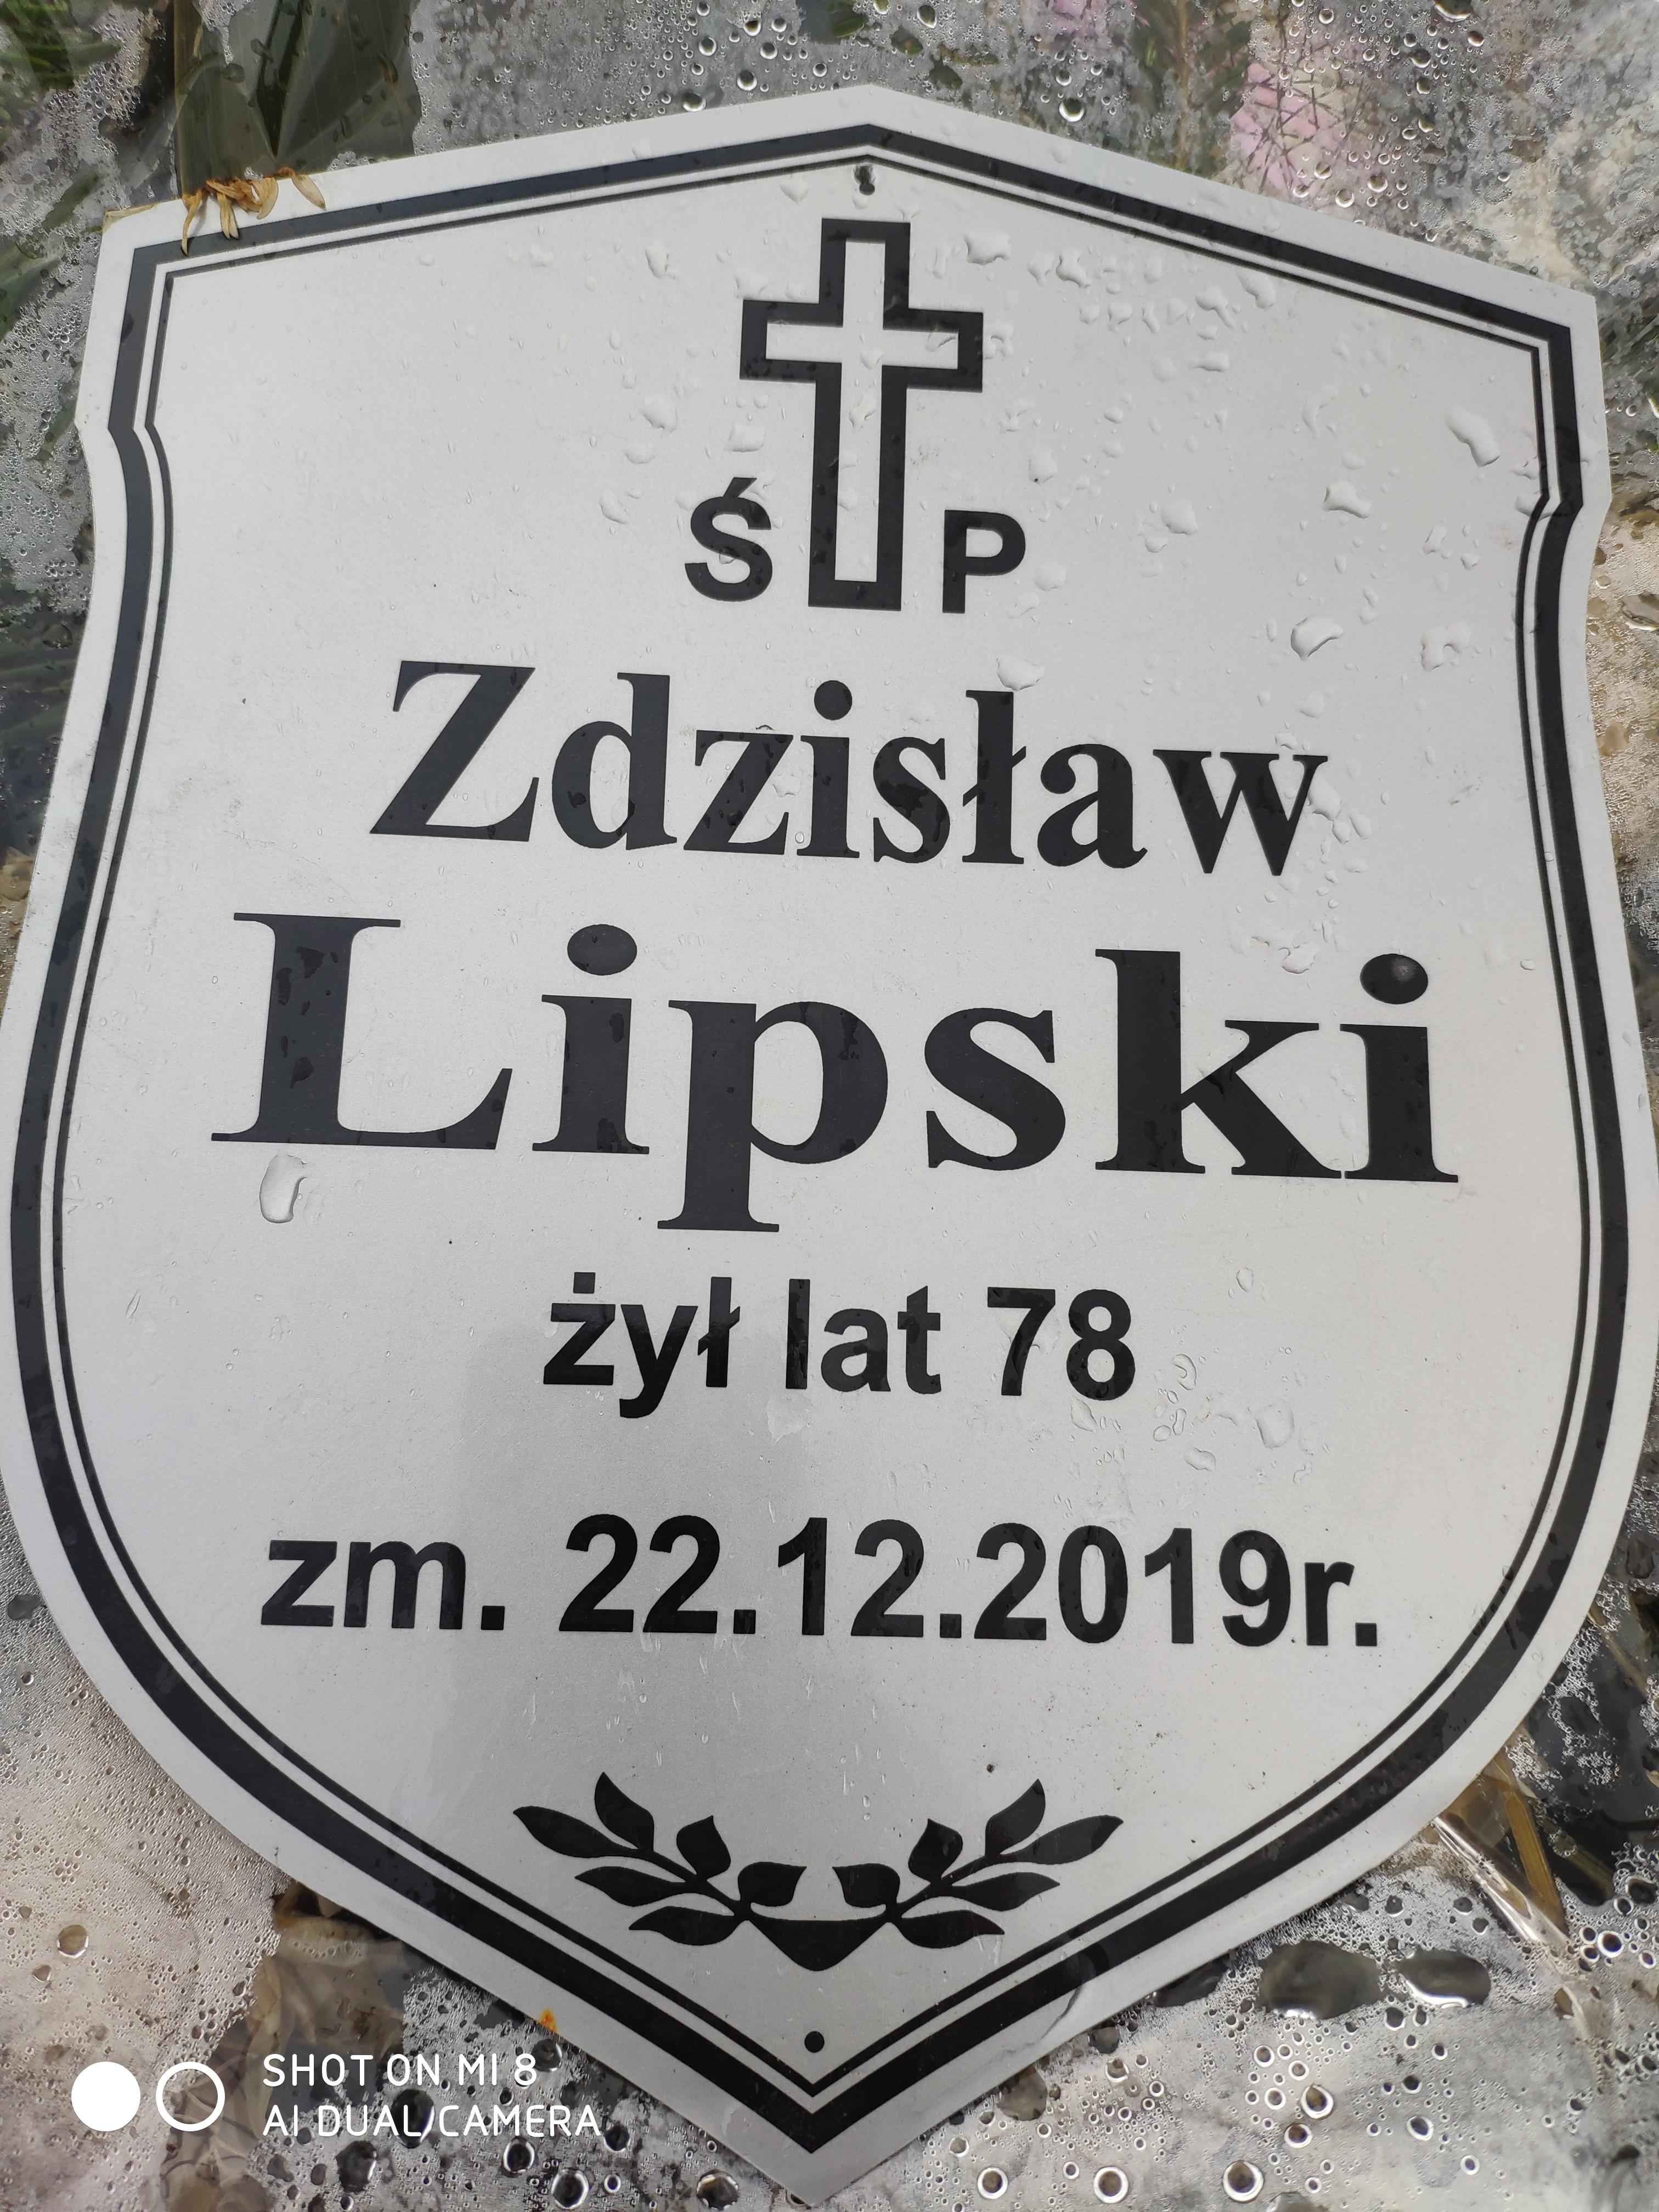 Ś P
Zdzisław
Lipski
żył lat 78
zm. 22.12.2019r.
SHOT ON MI 8
AI DUAL CAMERA